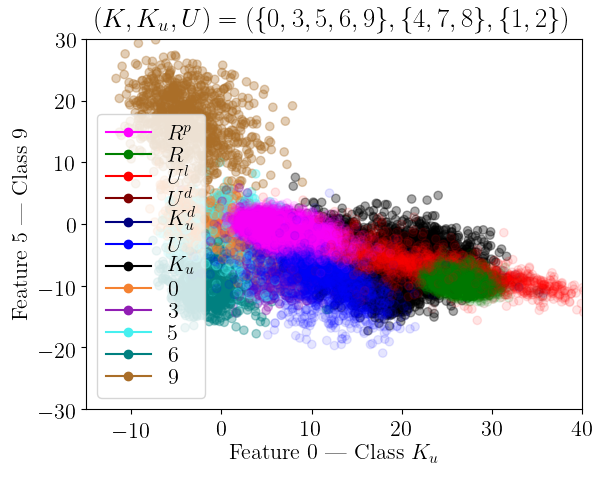 (K, K_u, U) = ({0, 3, 5, 6, 9}, {4, 7, 8}, {1, 2})
30
20
10
0
−10
−20
−30
Feature 5 — Class 9
R^p
R
U^l
U^d
K_u^d
U
K_u
0
3
5
6
9
−10 0 10 20 30 40
Feature 0 — Class K_u